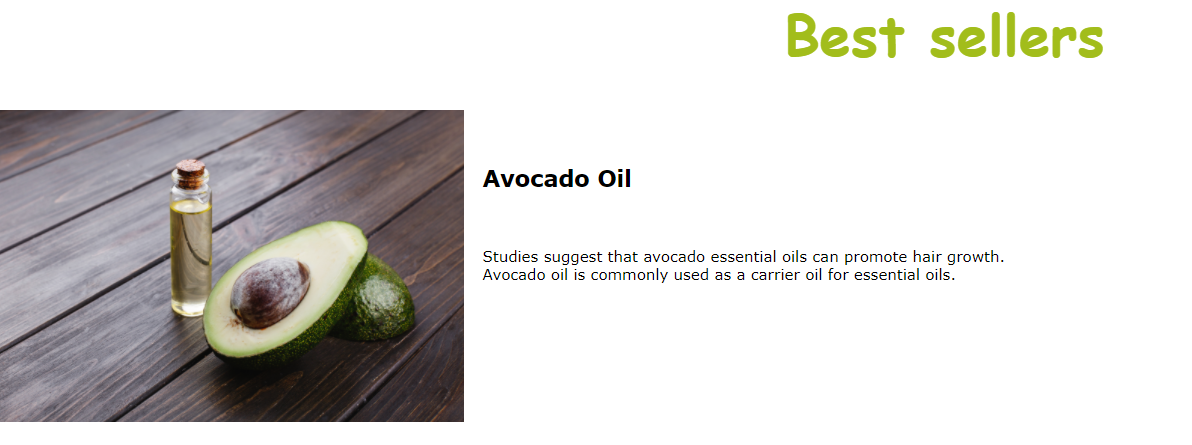 Best sellers
Avocado Oil
Studies suggest that avocado essential oils can promote hair growth.
Avocado oil is commonly used as a carrier oil for essential oils.